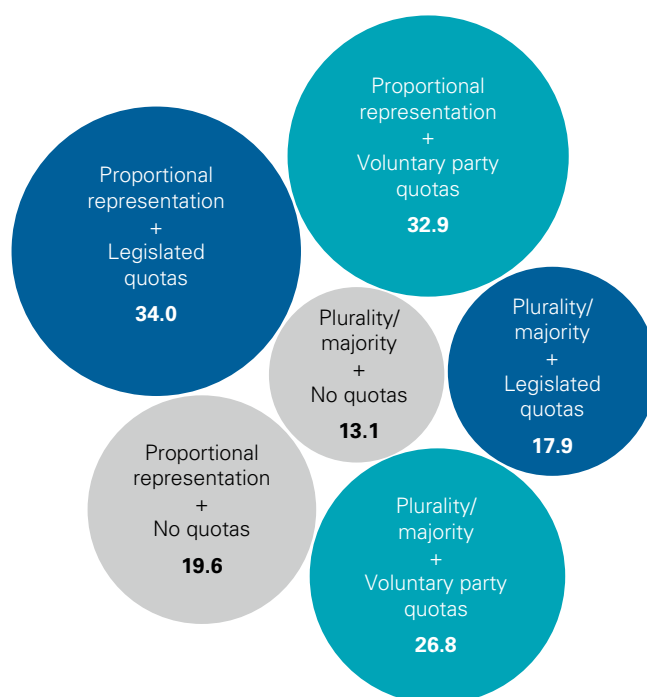 Proportional
representation
+
Voluntary party
quotas
32.9
Proportional
representation
+
Legislated
quotas
34.0
Plurality/
majority
+
No quotas
13.1
Plurality/
majority
+
Legislated
quotas
17.9
Proportional
representation
+
No quotas
19.6
Plurality/
majority
+
Voluntary party
quotas
26.8